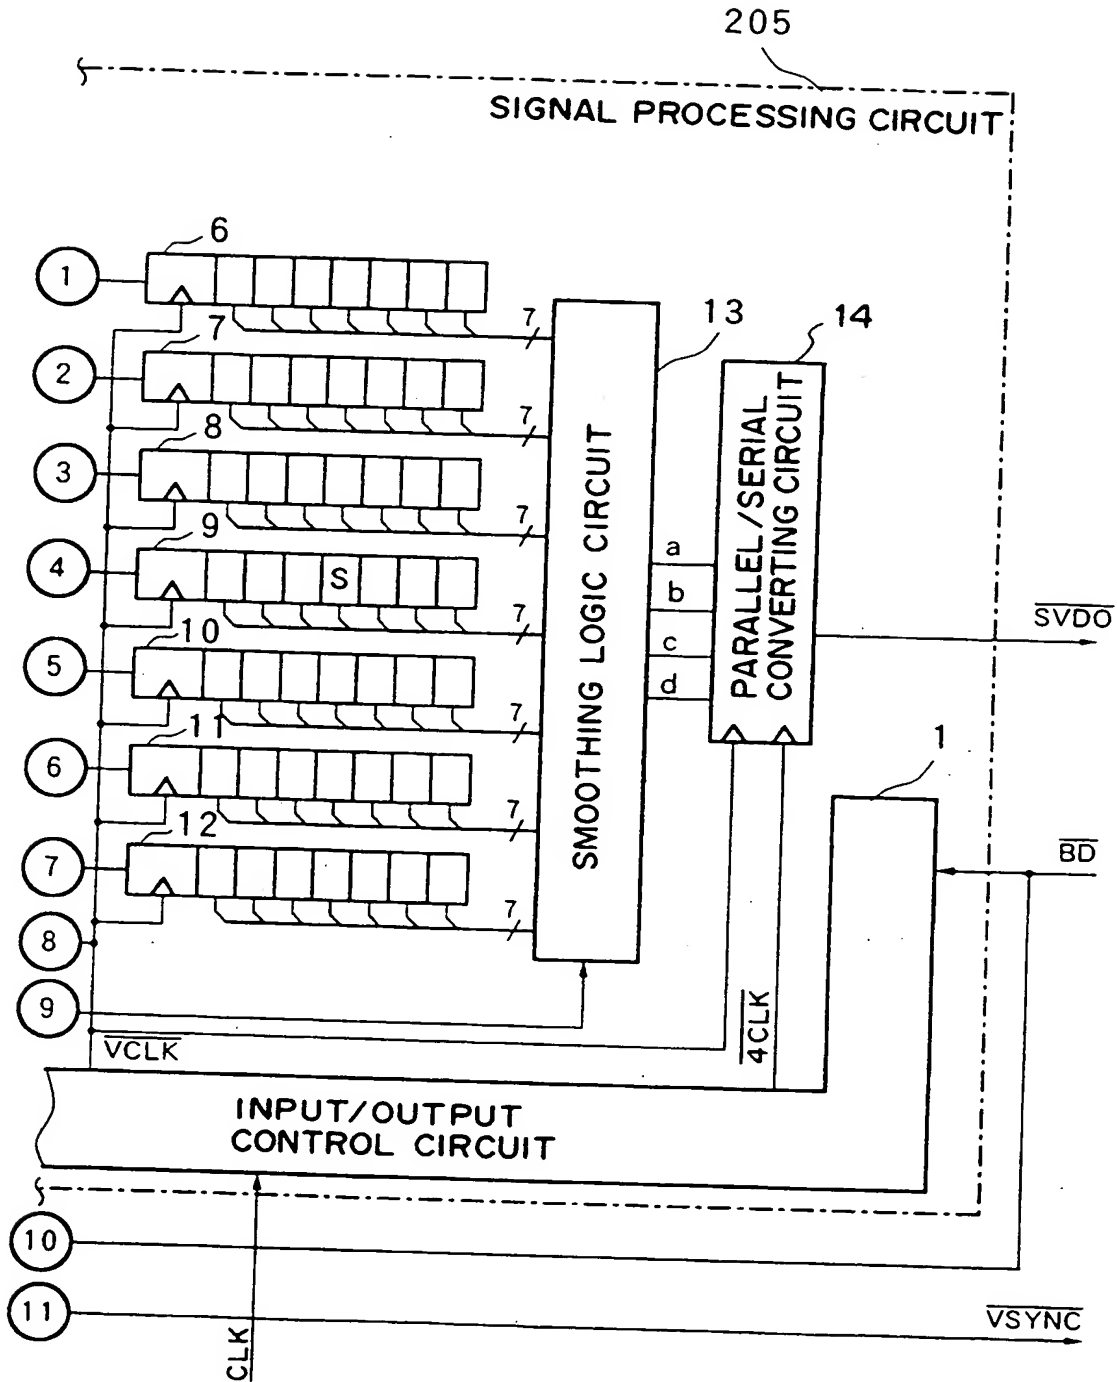 205
SIGNAL PROCESSING CIRCUIT
6
1
7
13
14
7
2
7
8
3
7
9
4
S
7
10
5
7
11
6
7
12
7
7
8
9
SMOOTHING LOGIC CIRCUIT
a
b
c
d
PARALLEL/SERIAL
CONVERTING CIRCUIT
SVDO
1
BD
VCLK
4CLK
INPUT/OUTPUT
CONTROL CIRCUIT
10
11
CLK
VSYNC